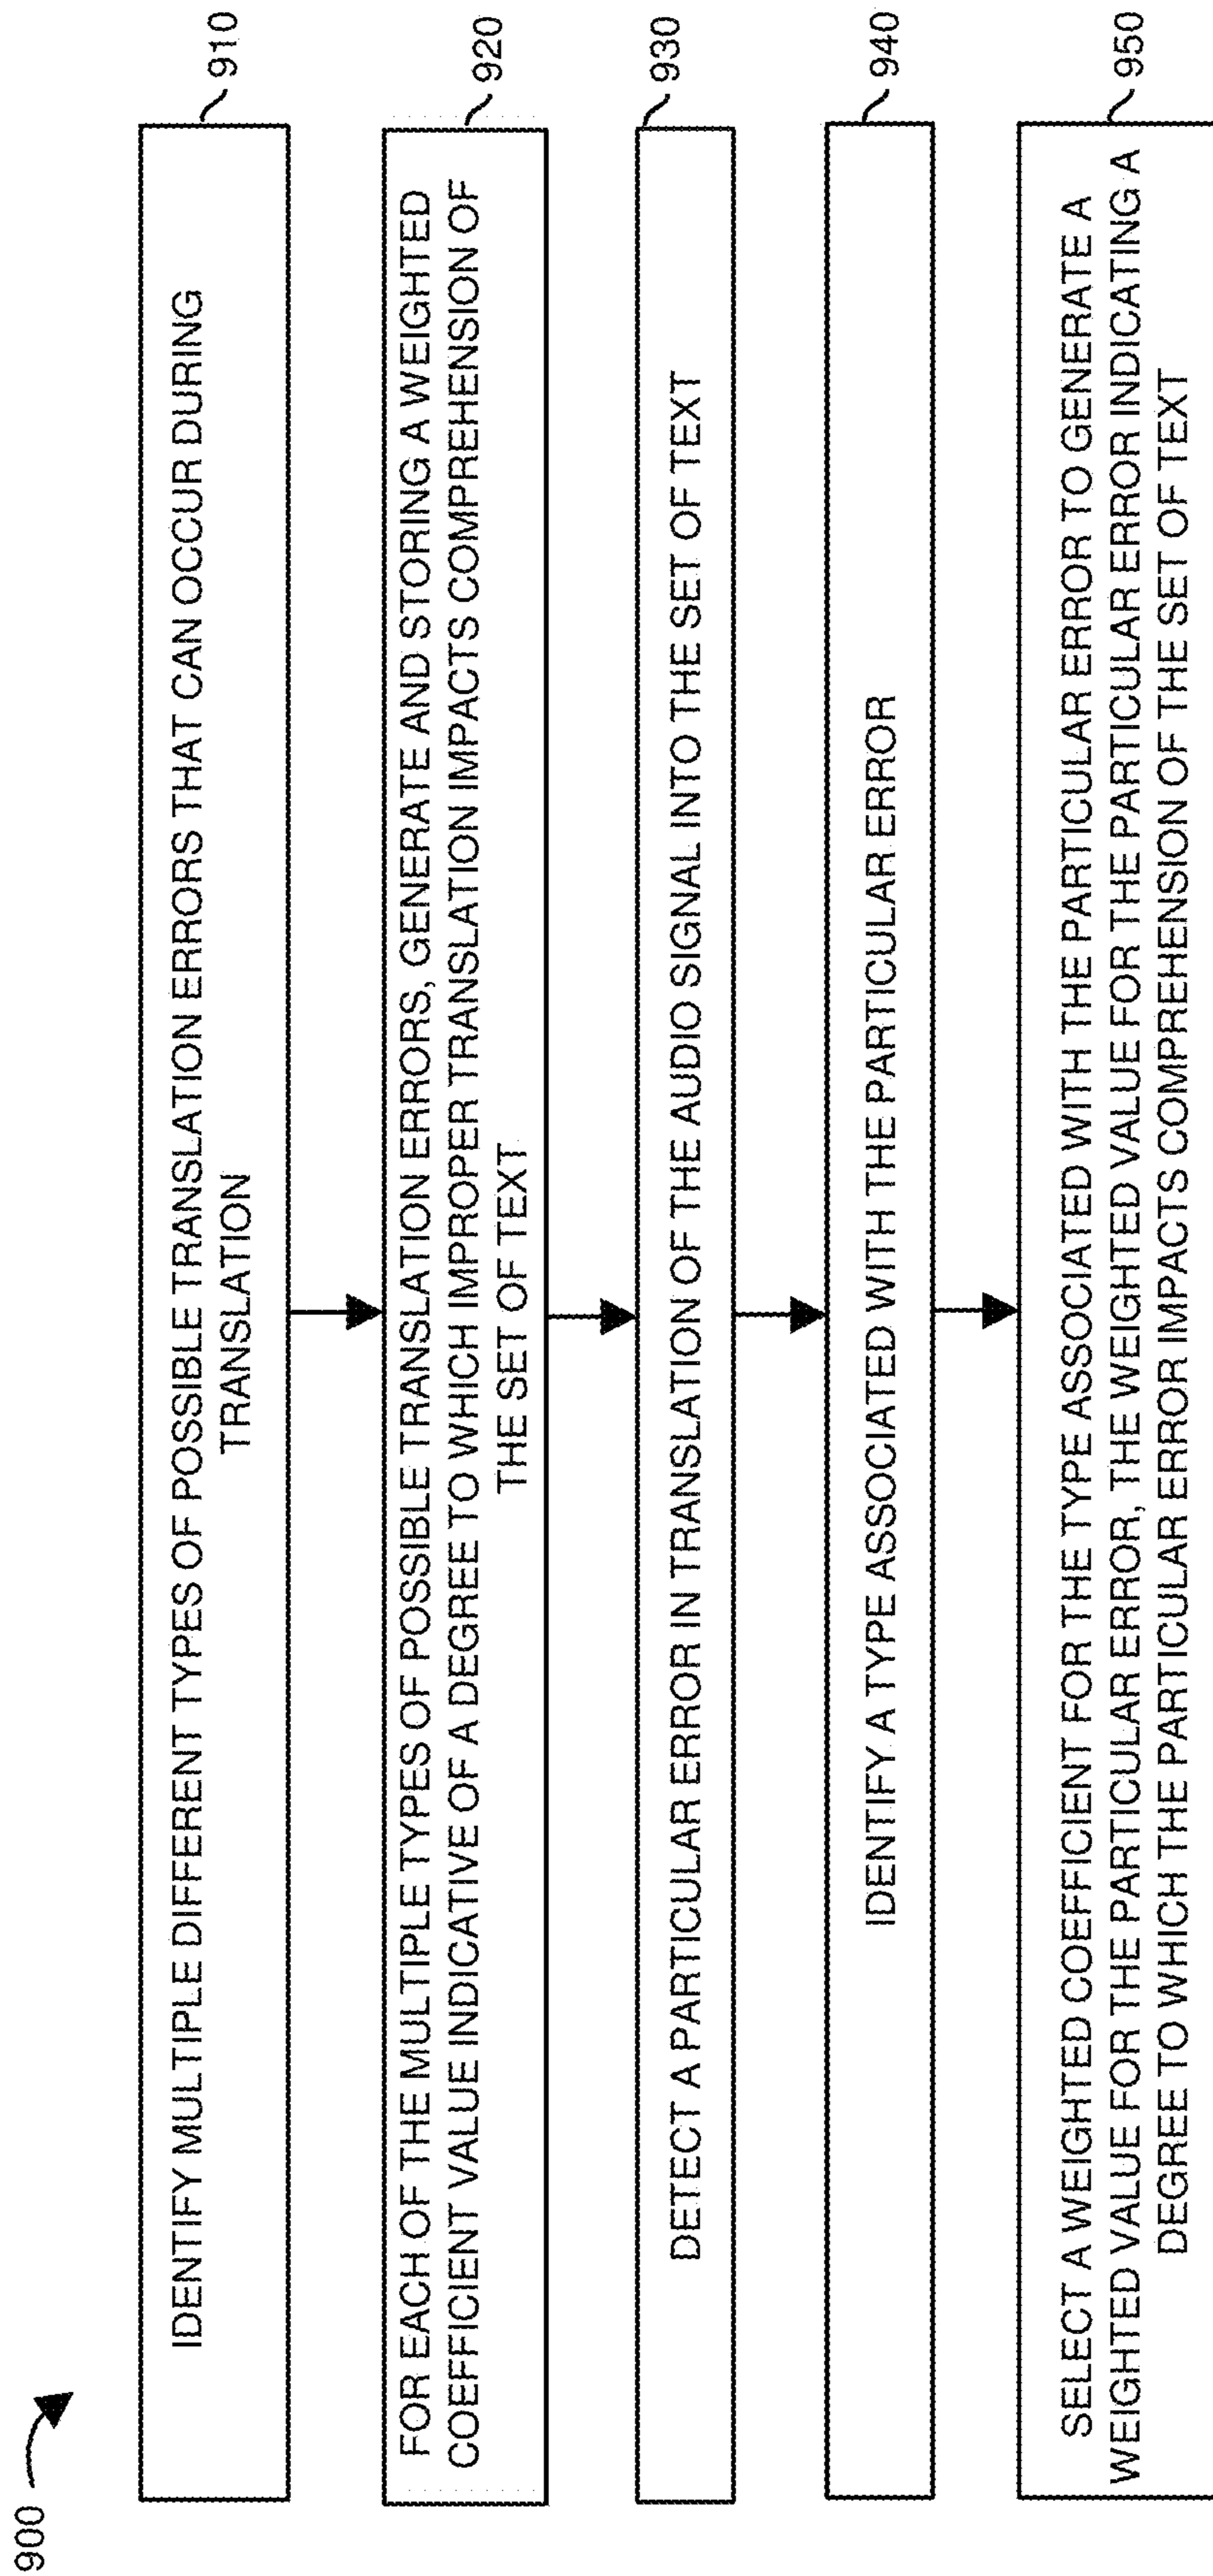 900
IDENTIFY MULTIPLE DIFFERENT TYPES OF POSSIBLE TRANSLATION ERRORS THAT CAN OCCUR DURING
TRANSLATION
910
FOR EACH OF THE MULTIPLE TYPES OF POSSIBLE TRANSLATION ERRORS, GENERATE AND STORING A WEIGHTED
COEFFICIENT VALUE INDICATIVE OF A DEGREE TO WHICH IMPROPER TRANSLATION IMPACTS COMPREHENSION OF
THE SET OF TEXT
920
DETECT A PARTICULAR ERROR IN TRANSLATION OF THE AUDIO SIGNAL INTO THE SET OF TEXT
930
IDENTIFY A TYPE ASSOCIATED WITH THE PARTICULAR ERROR
940
SELECT A WEIGHTED COEFFICIENT FOR THE TYPE ASSOCIATED WITH THE PARTICULAR ERROR TO GENERATE A
WEIGHTED VALUE FOR THE PARTICULAR ERROR, THE WEIGHTED VALUE FOR THE PARTICULAR ERROR INDICATING A
DEGREE TO WHICH THE PARTICULAR ERROR IMPACTS COMPREHENSION OF THE SET OF TEXT
950